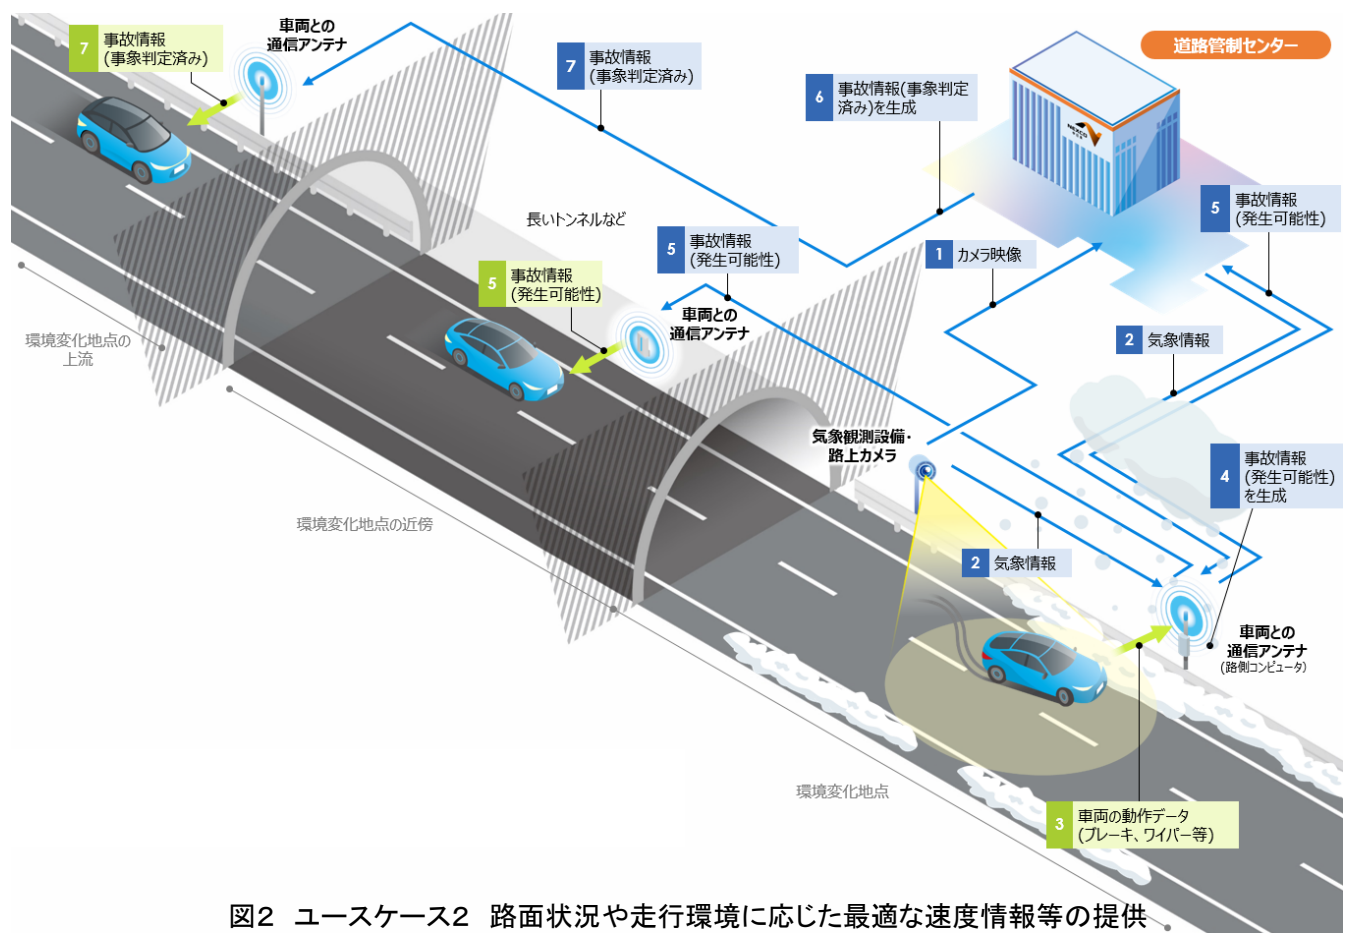 7
事故情報
(事象判定済み)
車両との
通信アンテナ
7
事故情報
(事象判定済み)
6
事故情報(事象判定
済み)を生成
道路管制センター
NEXCO
長いトンネルなど
5
事故情報
(発生可能性)
5
事故情報
(発生可能性)
1
カメラ映像
5
事故情報
(発生可能性)
車両との
通信アンテナ
環境変化地点の
上流
2
気象情報
気象観測設備・
路上カメラ
4
事故情報
(発生可能性)
を生成
環境変化地点の近傍
2
気象情報
車両との
通信アンテナ
(路側コンピュータ)
環境変化地点
3
車両の動作データ
(ブレーキ、ワイパー等)
図2 ユースケース2 路面状況や走行環境に応じた最適な速度情報等の提供